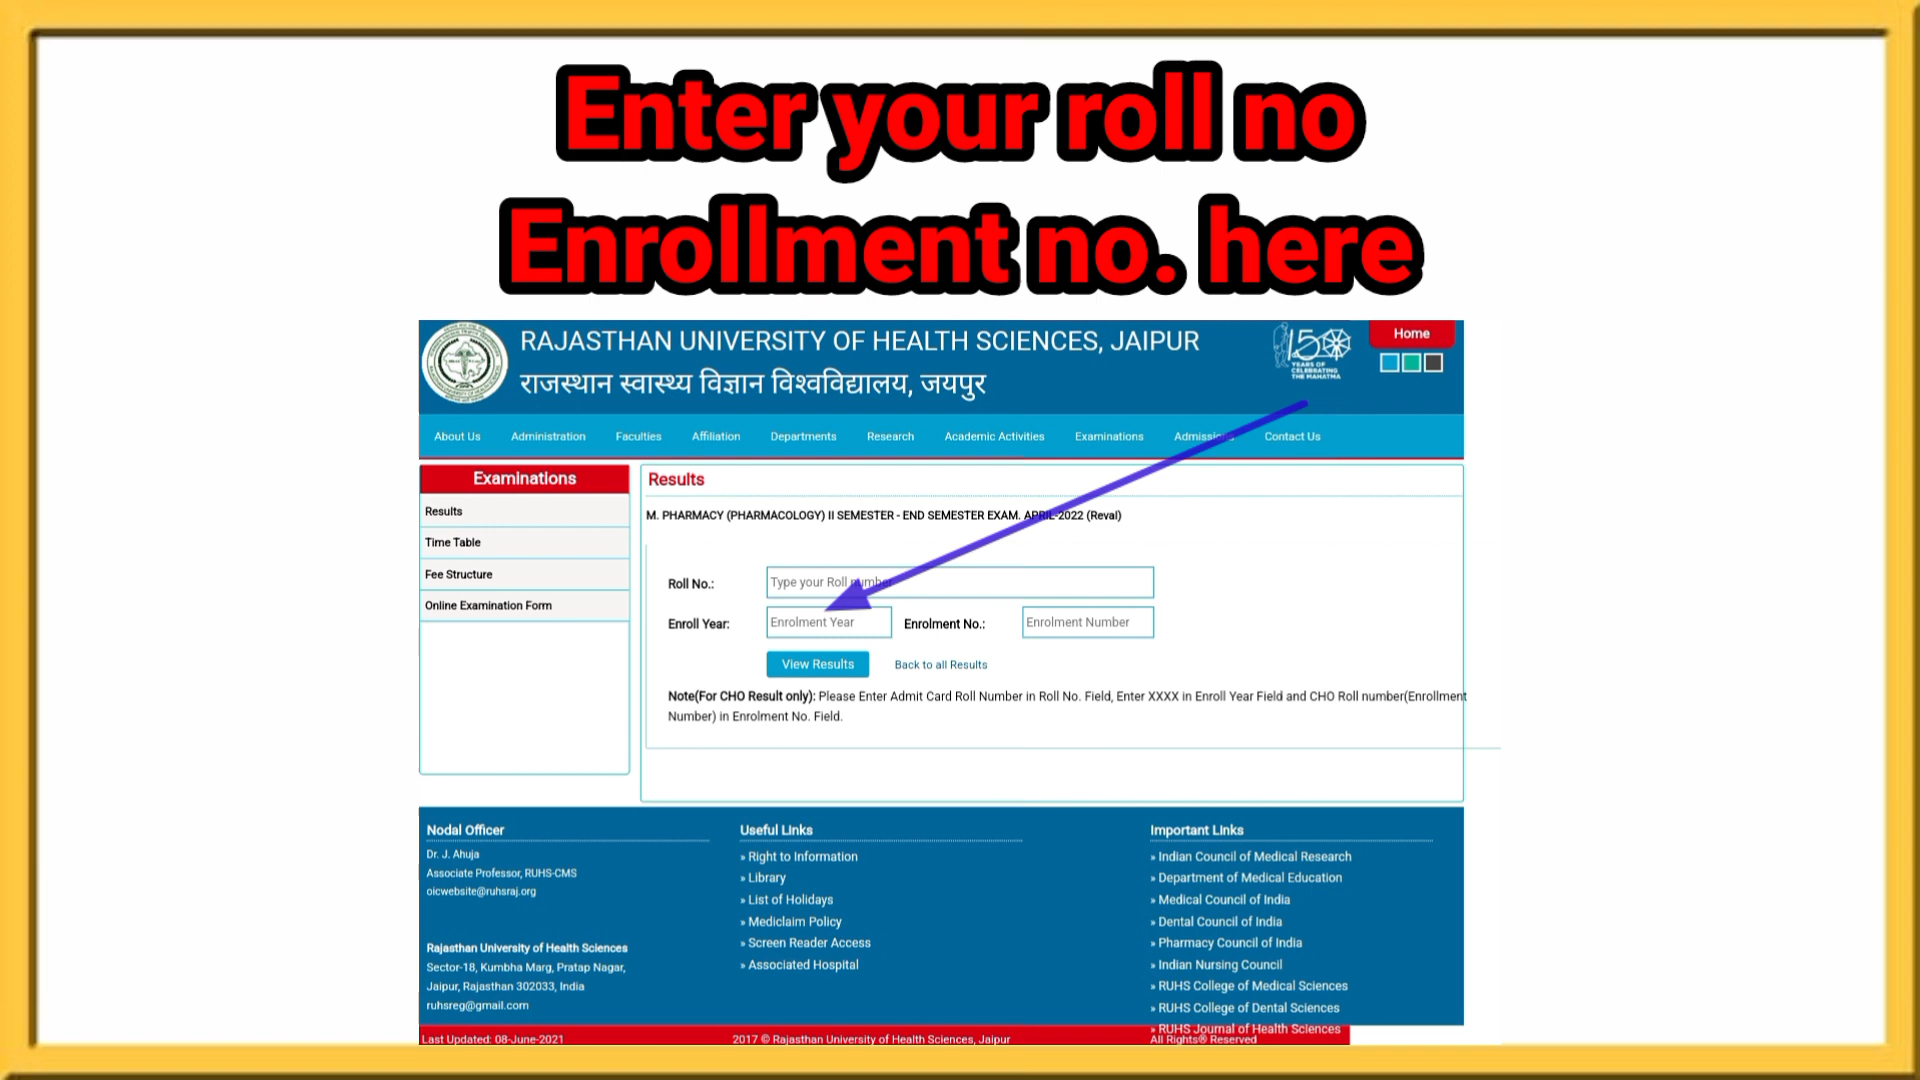 Enter your roll no
Enrollment no. here
RAJASTHAN UNIVERSITY OF HEALTH SCIENCES, JAIPUR
राजस्थान स्वास्थ्य विज्ञान विश्वविद्यालय, जयपुर
150
YEARS OF
CELEBRATING
THE MAHATMA
Home
About Us Administration Faculties Affiliation Departments Research Academic Activities Examinations Admissions Contact Us
Examinations
Results
Time Table
Fee Structure
Online Examination Form
Results
M. PHARMACY (PHARMACOLOGY) II SEMESTER - END SEMESTER EXAM. APRIL-2022 (Reval)
Roll No.: Type your Roll number
Enroll Year: Enrolment Year Enrolment No.: Enrolment Number
View Results Back to all Results
Note(For CHO Result only): Please Enter Admit Card Roll Number in Roll No. Field, Enter XXXX in Enroll Year Field and CHO Roll number(Enrollment
Number) in Enrolment No. Field.
Nodal Officer
Dr. J. Ahuja
Associate Professor, RUHS-CMS
oicwebsite@ruhsraj.org
Rajasthan University of Health Sciences
Sector-18, Kumbha Marg, Pratap Nagar,
Jaipur, Rajasthan 302033, India
ruhsreg@gmail.com
Useful Links
» Right to Information
» Library
» List of Holidays
» Mediclaim Policy
» Screen Reader Access
» Associated Hospital
Important Links
» Indian Council of Medical Research
» Department of Medical Education
» Medical Council of India
» Dental Council of India
» Pharmacy Council of India
» Indian Nursing Council
» RUHS College of Medical Sciences
» RUHS College of Dental Sciences
» RUHS Journal of Health Sciences
Last Updated: 08-June-2021 2017 © Rajasthan University of Health Sciences, Jaipur All Rights® Reserved